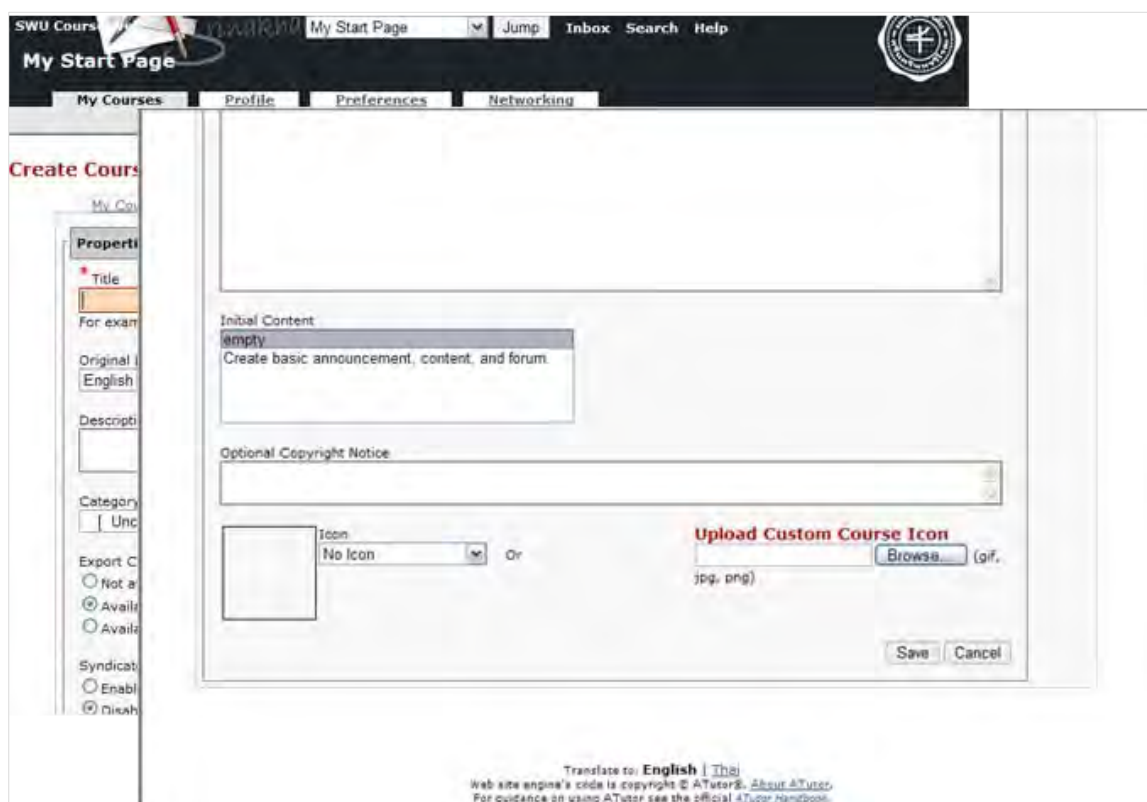 SWU Cours
My Start Page
Jump
Inbox Search Help
My Start Page
My Courses
Profile
Preferences
Networking
Create Cours
My Cou
Properti
* Title
For exam
Original
English
Descripti
Category
[ Unc
Export C
Not a
Availa
Availa
Syndicat
Enabl
Disab
Initial Content
empty
Create basic announcement, content, and forum
Optional Copyright Notice
Icon
No Icon
Or
Upload Custom Course Icon
Browse... (gif,
jpg, png)
Save Cancel
Translate to: English | Thai
Web site engine's code is copyright © ATutor®. About ATutor.
For guidance on using ATutor see the official ATutor Handbook.